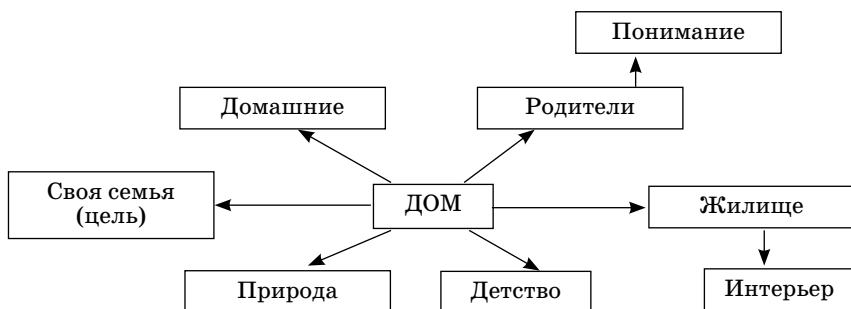 Понимание
Домашние
Родители
Своя семья
(цель)
ДОМ
Жилище
Природа
Детство
Интерьер